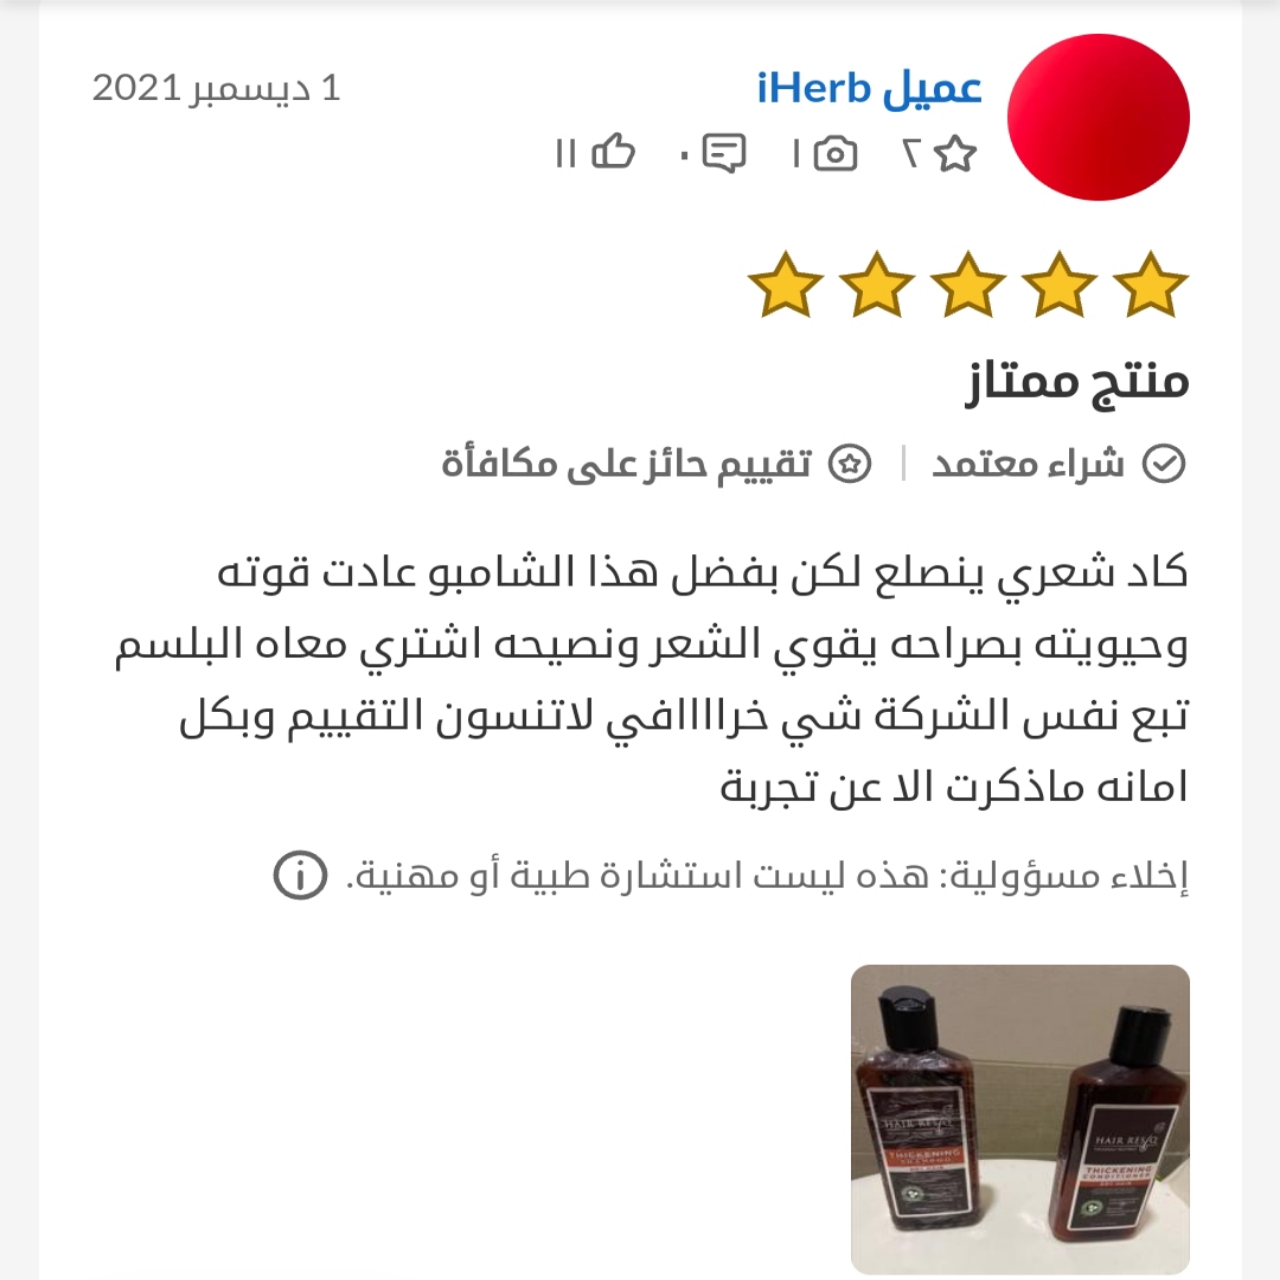 عميل iHerb
1 ديسمبر 2021
٢ ١ ٠ ١١
منتج ممتاز
شراء معتمد | تقييم حائز على مكافأة
كاد شعري ينصلع لكن بفضل هذا الشامبو عادت قوته
وحيويته بصراحه يقوي الشعر ونصيحه اشتري معاه البلسم
تبع نفس الشركة شي خراااافي لاتنسون التقييم وبكل
امانه ماذكرت الا عن تجربة
إخلاء مسؤولية: هذه ليست استشارة طبية أو مهنية.
HAIR RESQ
THICKENING
SHAMPOO
HAIR RESQ
THICKENING
CONDITIONER